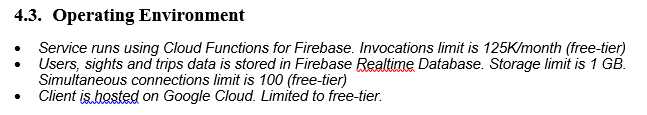 4.3. Operating Environment
• Service runs using Cloud Functions for Firebase. Invocations limit is 125K/month (free-tier)
• Users, sights and trips data is stored in Firebase Realtime Database. Storage limit is 1 GB.
Simultaneous connections limit is 100 (free-tier)
• Client is hosted on Google Cloud. Limited to free-tier.